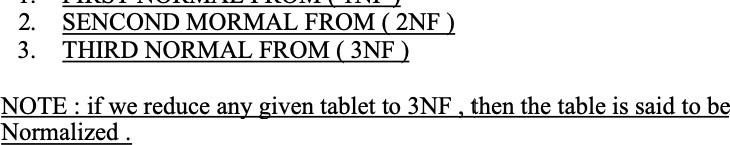 2. SENCOND MORMAL FROM ( 2NF )
3. THIRD NORMAL FROM ( 3NF )
NOTE : if we reduce any given tablet to 3NF , then the table is said to be
Normalized .